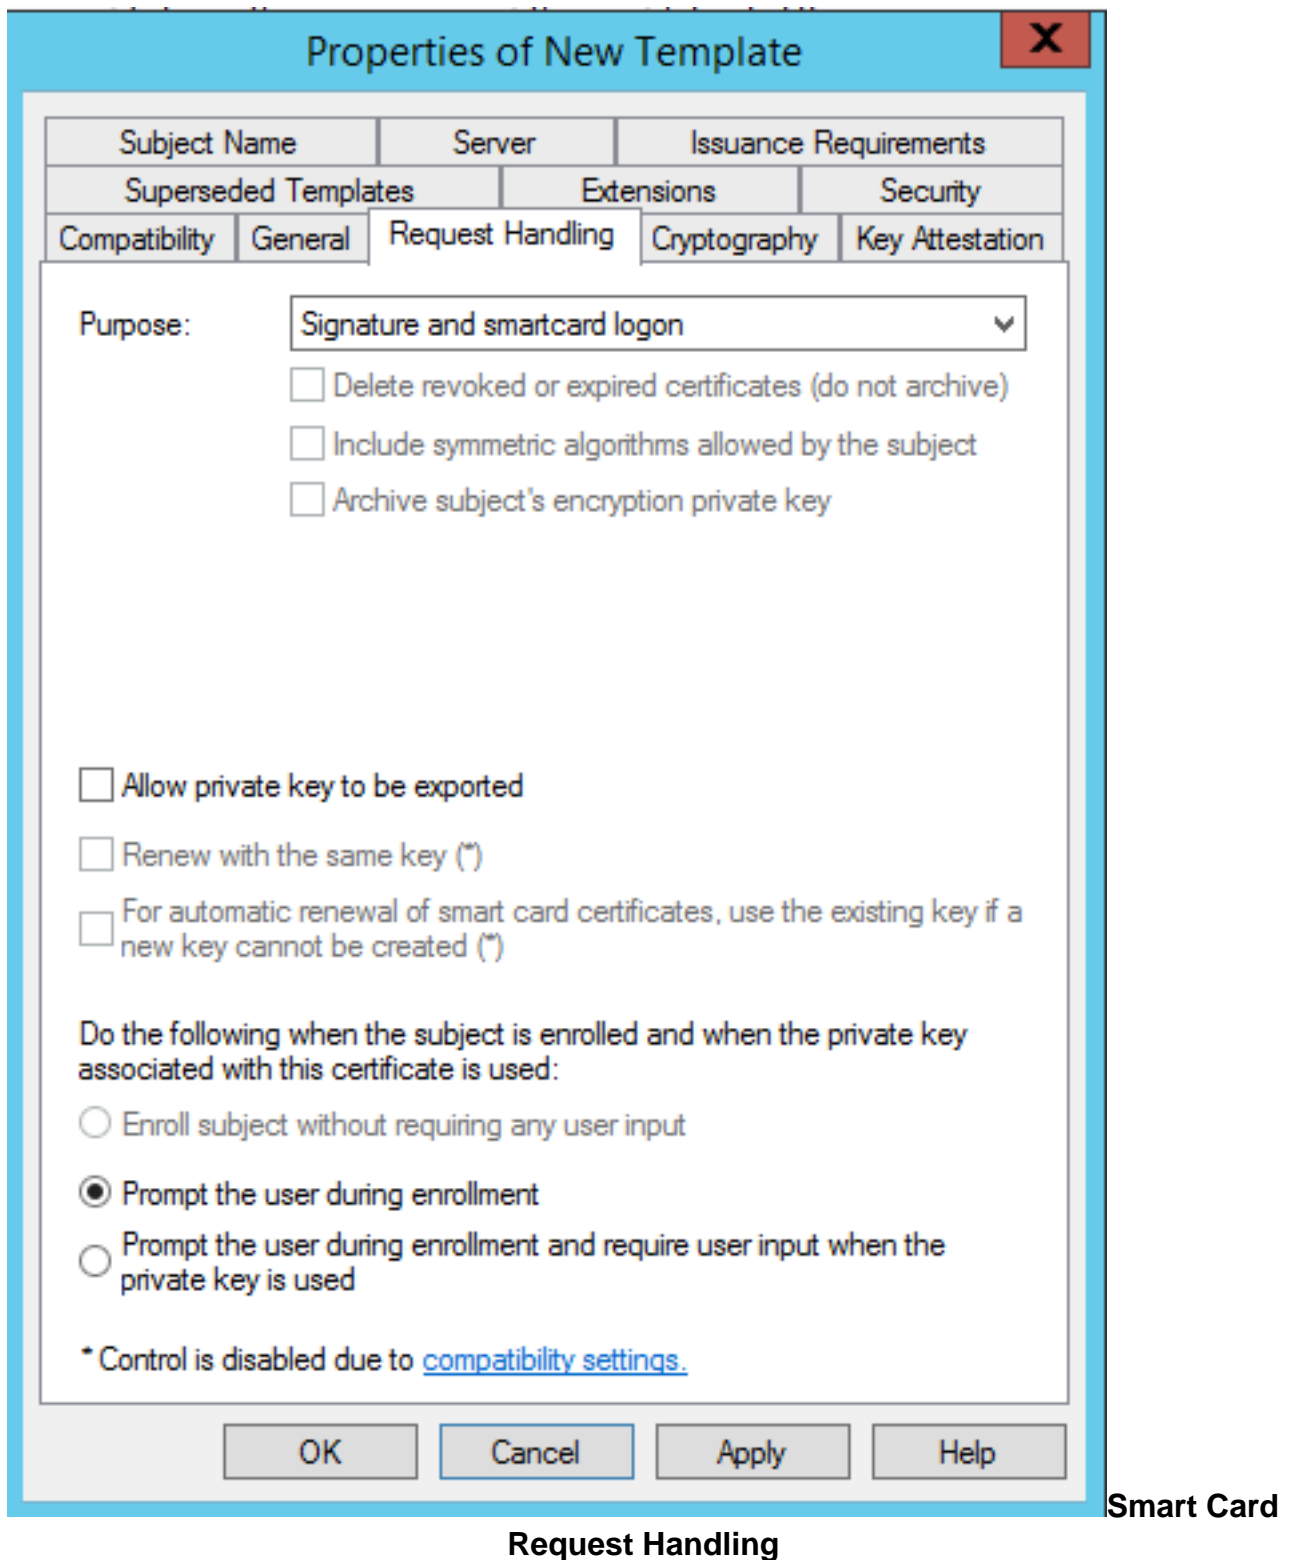 Properties of New Template
X
Subject Name Server Issuance Requirements
Superseded Templates Extensions Security
Compatibility General Request Handling Cryptography Key Attestation
Purpose: Signature and smartcard logon
Delete revoked or expired certificates (do not archive)
Include symmetric algorithms allowed by the subject
Archive subject's encryption private key
Allow private key to be exported
Renew with the same key (*)
For automatic renewal of smart card certificates, use the existing key if a
new key cannot be created (*)
Do the following when the subject is enrolled and when the private key
associated with this certificate is used:
Enroll subject without requiring any user input
Prompt the user during enrollment
Prompt the user during enrollment and require user input when the
private key is used
* Control is disabled due to compatibility settings.
OK Cancel Apply Help
Smart Card
Request Handling